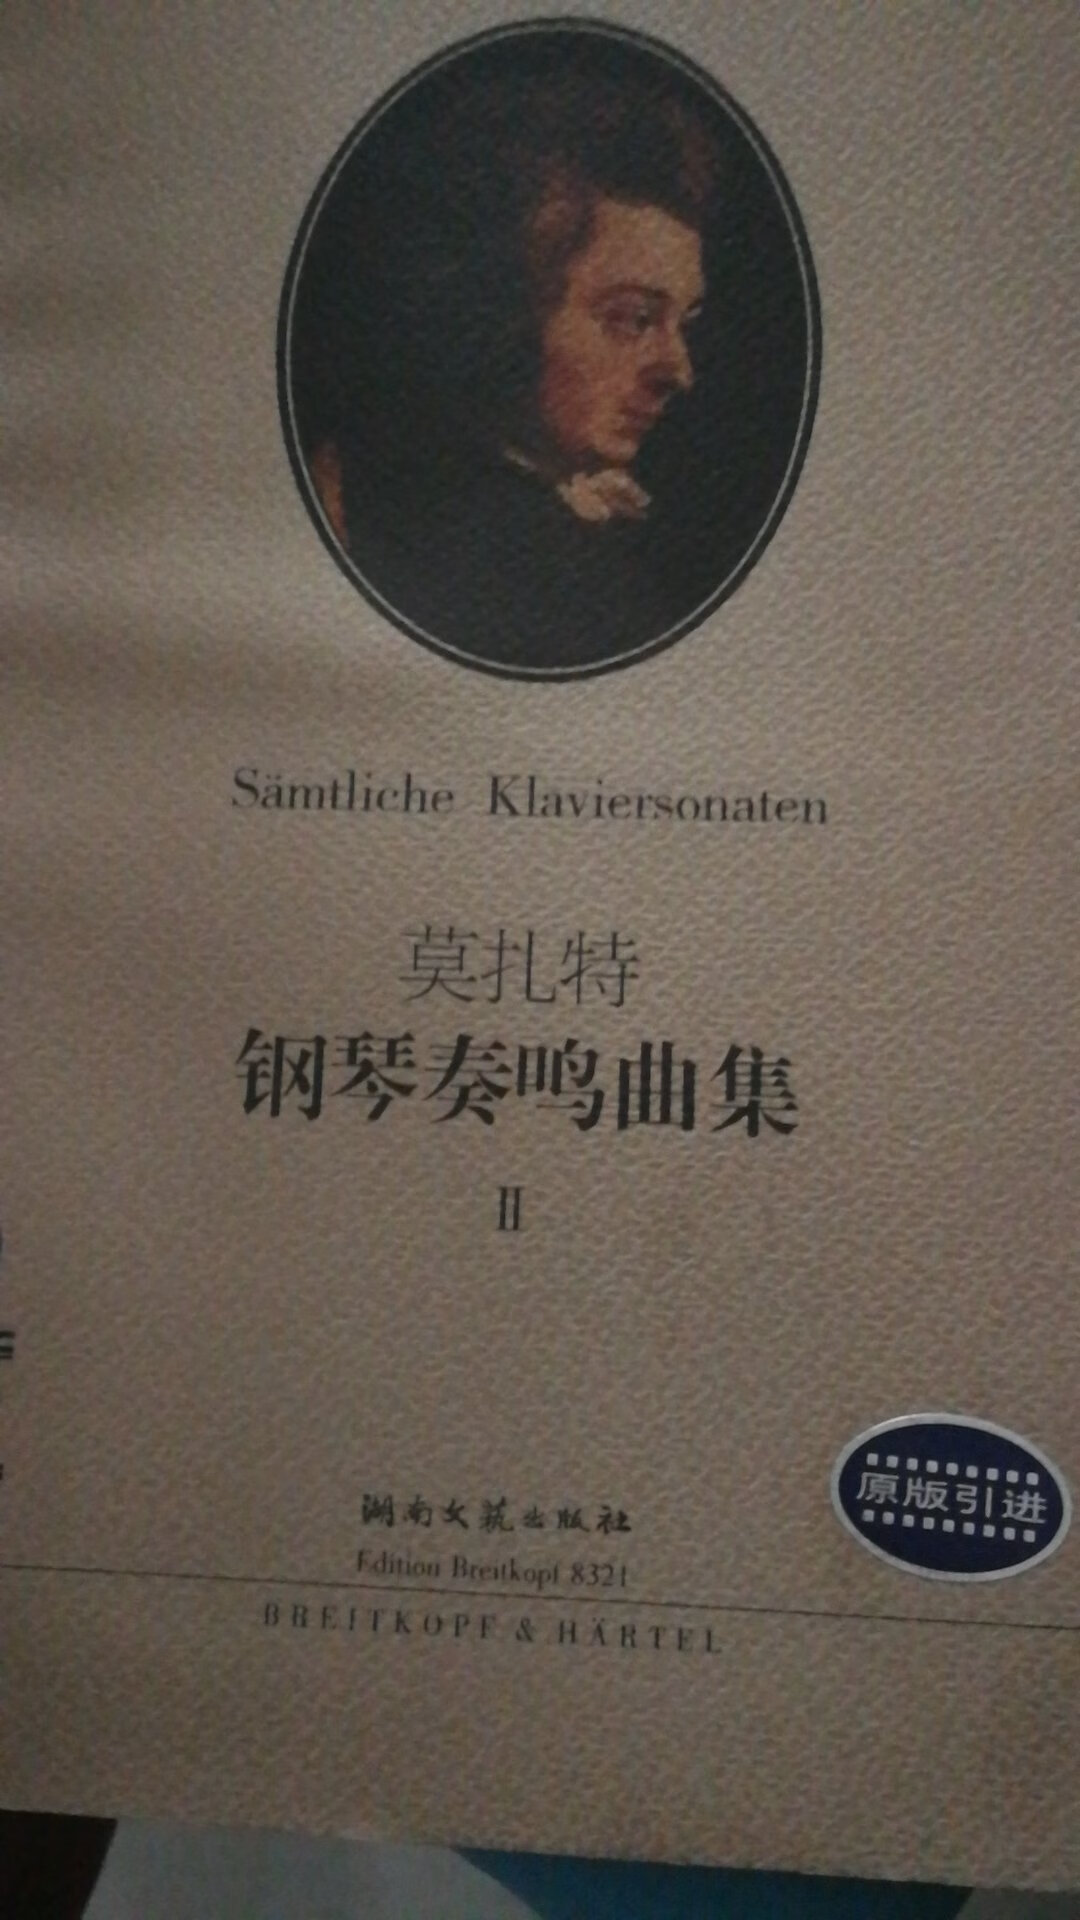 Sämtliche Klaviersonaten
莫扎特
钢琴奏鸣曲集
II
原版引进
湖南文艺出版社
Edition Breitkopf 8321
BREITKOPF & HÄRTEL